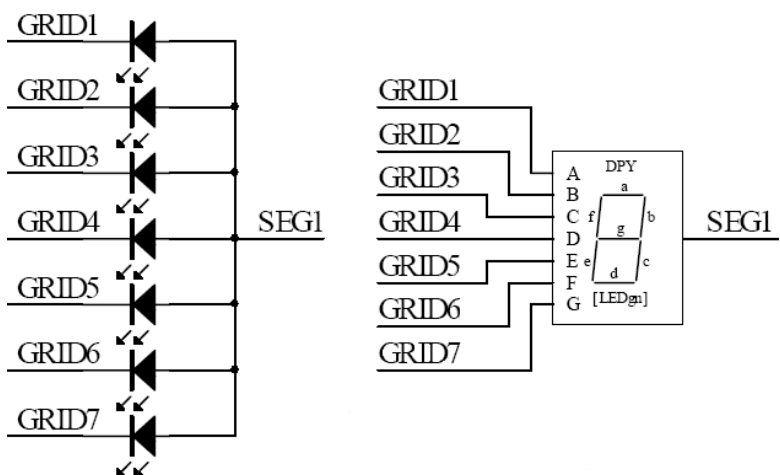 GRID1
GRID2
GRID3
GRID4
GRID5
GRID6
GRID7
SEG1
GRID1
GRID2
GRID3
GRID4
GRID5
GRID6
GRID7
A
B
C
D
E
F
G
DPY
a
f b
g
e c
d
[LEDgn]
SEG1